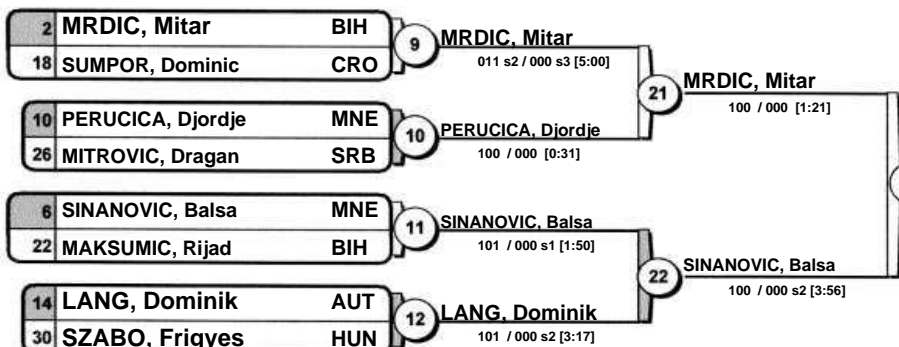 2 MRDIC, Mitar BIH
18 SUMPOR, Dominic CRO
9
MRDIC, Mitar
011 s2 / 000 s3 [5:00]
10 PERUCICA, Djordje MNE
26 MITROVIC, Dragan SRB
10
PERUCICA, Djordje
100 / 000 [0:31]
21
MRDIC, Mitar
100 / 000 [1:21]
6 SINANOVIC, Balsa MNE
22 MAKSUMIC, Rijad BIH
11
SINANOVIC, Balsa
101 / 000 s1 [1:50]
14 LANG, Dominik AUT
30 SZABO, Frigyes HUN
12
LANG, Dominik
101 / 000 s2 [3:17]
22
SINANOVIC, Balsa
100 / 000 s2 [3:56]